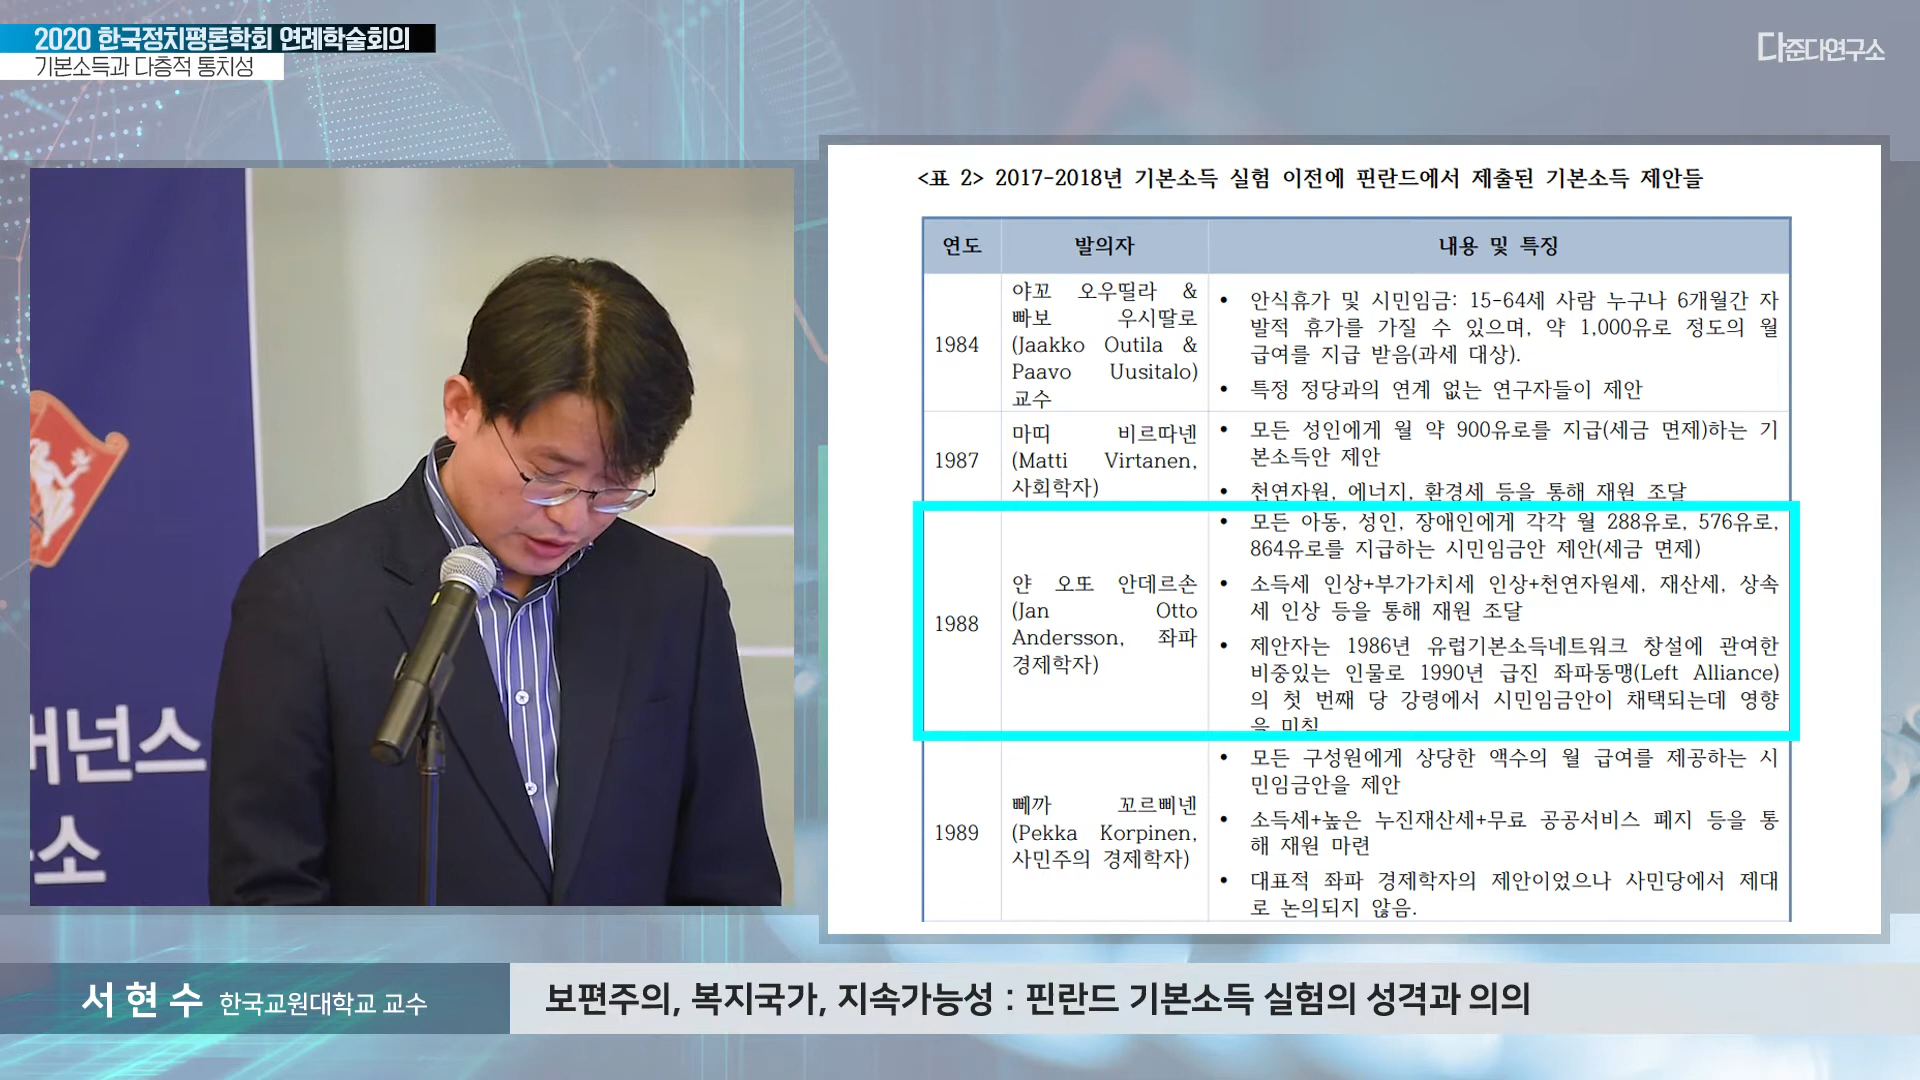 2020 한국정치평론학회 연례학술회의
기본소득과 다층적 통치성
다준다연구소
<표 2> 2017-2018년 기본소득 실험 이전에 핀란드에서 제출된 기본소득 제안들
연도 발의자 내용 및 특징
1984
야꼬 오우띨라 &
빠보 우시딸로
(Jaakko Outila &
Paavo Uusitalo)
교수
• 안식휴가 및 시민임금: 15-64세 사람 누구나 6개월간 자
발적 휴가를 가질 수 있으며, 약 1,000유로 정도의 월
급여를 지급 받음(과세 대상).
• 특정 정당과의 연계 없는 연구자들이 제안
1987
마띠 비르따넨
(Matti Virtanen,
사회학자)
• 모든 성인에게 월 약 900유로를 지급(세금 면제)하는 기
본소득안 제안
• 천연자원, 에너지, 환경세 등을 통해 재원 조달
1988
얀 오또 안데르손
(Jan Otto
Andersson, 좌파
경제학자)
• 모든 아동, 성인, 장애인에게 각각 월 288유로, 576유로,
864유로를 지급하는 시민임금안 제안(세금 면제)
• 소득세 인상+부가가치세 인상+천연자원세, 재산세, 상속
세 인상 등을 통해 재원 조달
• 제안자는 1986년 유럽기본소득네트워크 창설에 관여한
비중있는 인물로 1990년 급진 좌파동맹(Left Alliance)
의 첫 번째 당 강령에서 시민임금안이 채택되는데 영향
을 미침
1989
뻬까 꼬르삐넨
(Pekka Korpinen,
사민주의 경제학자)
• 모든 구성원에게 상당한 액수의 월 급여를 제공하는 시
민임금안을 제안
• 소득세+높은 누진재산세+무료 공공서비스 폐지 등을 통
해 재원 마련
• 대표적 좌파 경제학자의 제안이었으나 사민당에서 제대
로 논의되지 않음.
버넌스
소
서현수 한국교원대학교 교수
보편주의, 복지국가, 지속가능성 : 핀란드 기본소득 실험의 성격과 의의